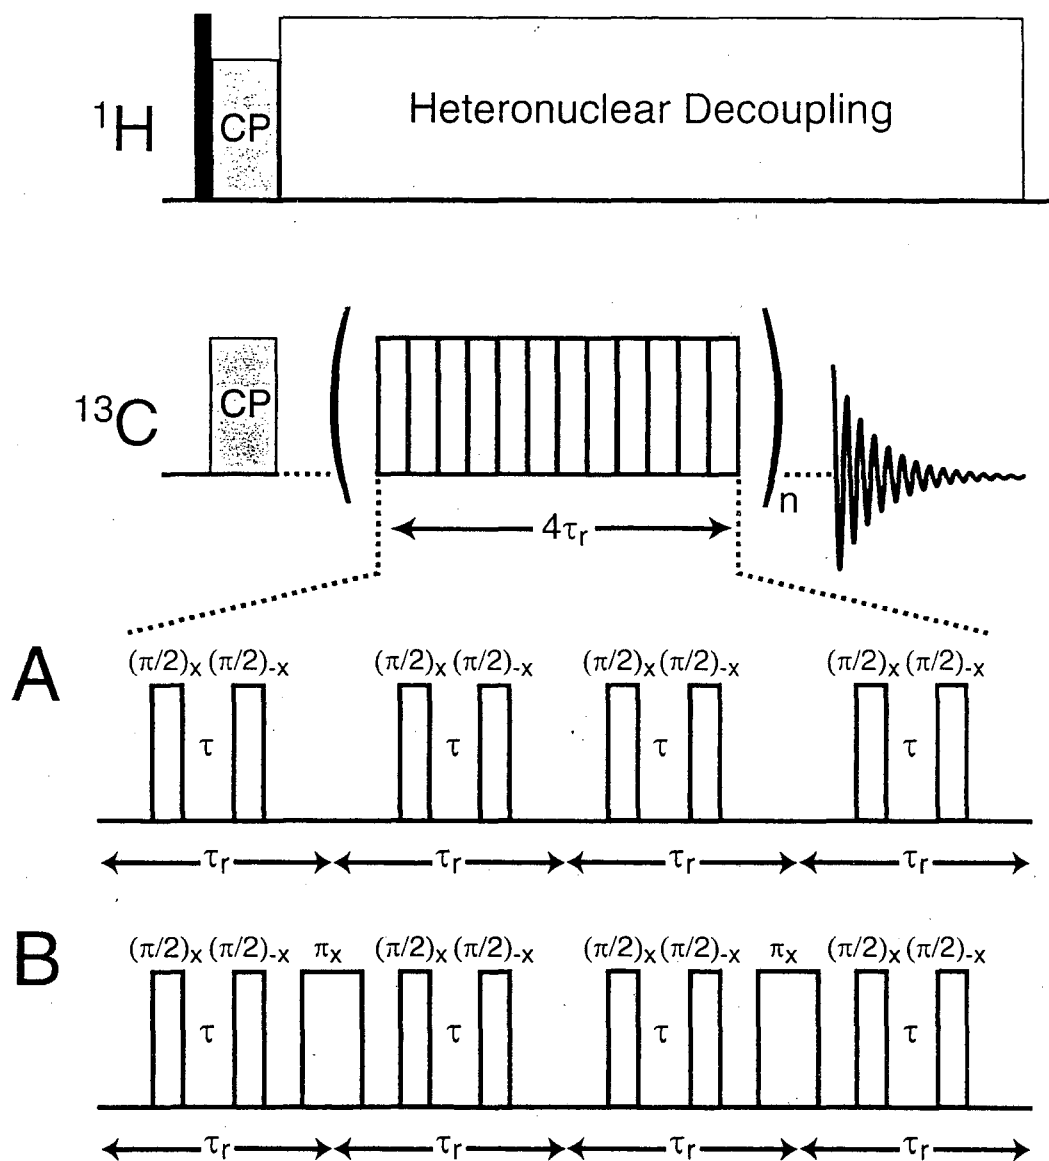 ¹H
CP
Heteronuclear Decoupling
¹³C
CP
n
4τr
A
(π/2)x (π/2)-x (π/2)x (π/2)-x (π/2)x (π/2)-x (π/2)x (π/2)-x
τ τ τ τ
τr τr τr τr
B
(π/2)x (π/2)-x πx (π/2)x (π/2)-x (π/2)x (π/2)-x πx (π/2)x (π/2)-x
τ τ τ τ
τr τr τr τr